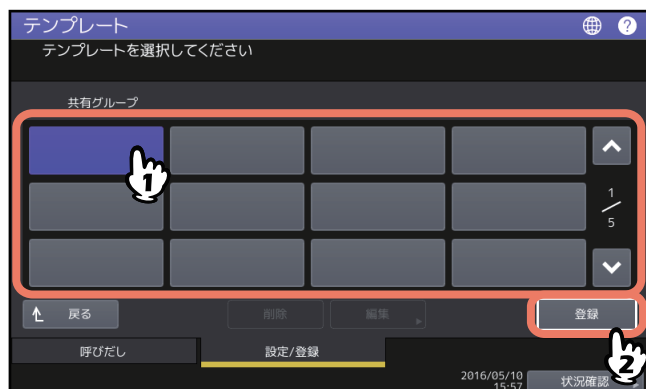 テンプレート
?
テンプレートを選択してください
共有グループ
1
1
5
戻る
削除
編集
登録
呼びだし
設定/登録
2
2016/05/10
15:57
状況確認